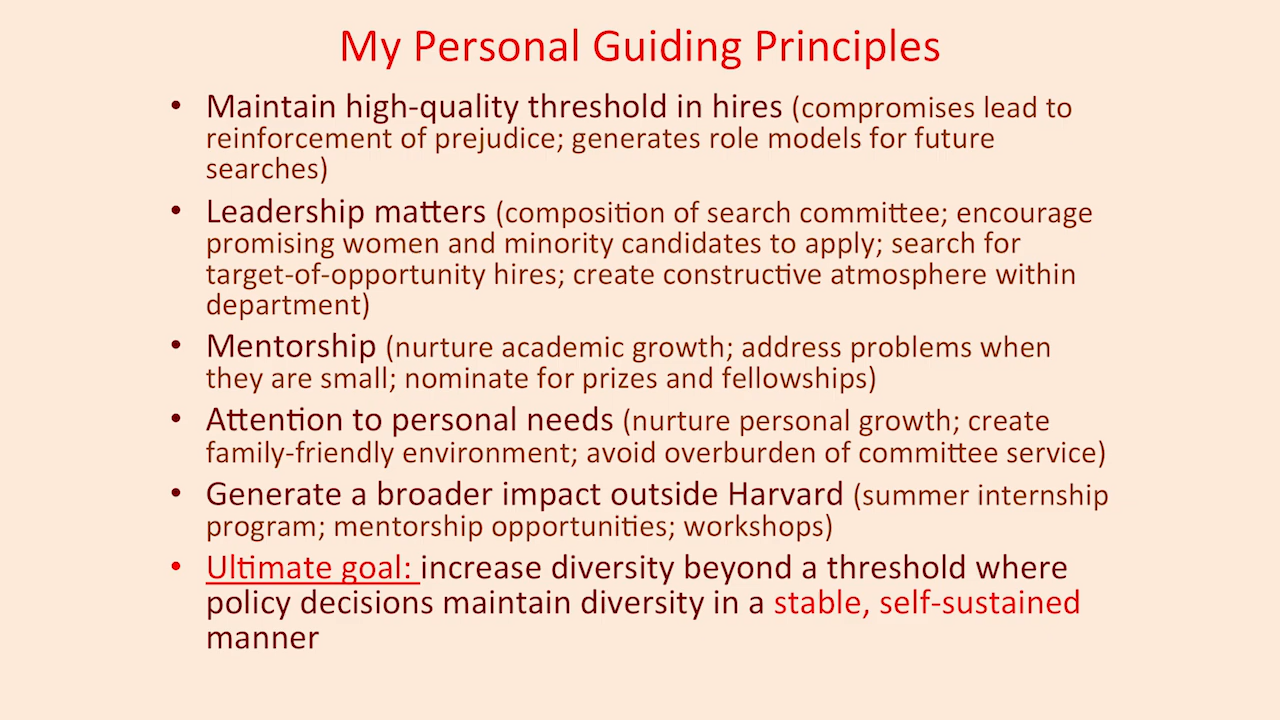 My Personal Guiding Principles
• Maintain high-quality threshold in hires (compromises lead to
reinforcement of prejudice; generates role models for future
searches)
• Leadership matters (composition of search committee; encourage
promising women and minority candidates to apply; search for
target-of-opportunity hires; create constructive atmosphere within
department)
• Mentorship (nurture academic growth; address problems when
they are small; nominate for prizes and fellowships)
• Attention to personal needs (nurture personal growth; create
family-friendly environment; avoid overburden of committee service)
• Generate a broader impact outside Harvard (summer internship
program; mentorship opportunities; workshops)
• Ultimate goal: increase diversity beyond a threshold where
policy decisions maintain diversity in a stable, self-sustained
manner